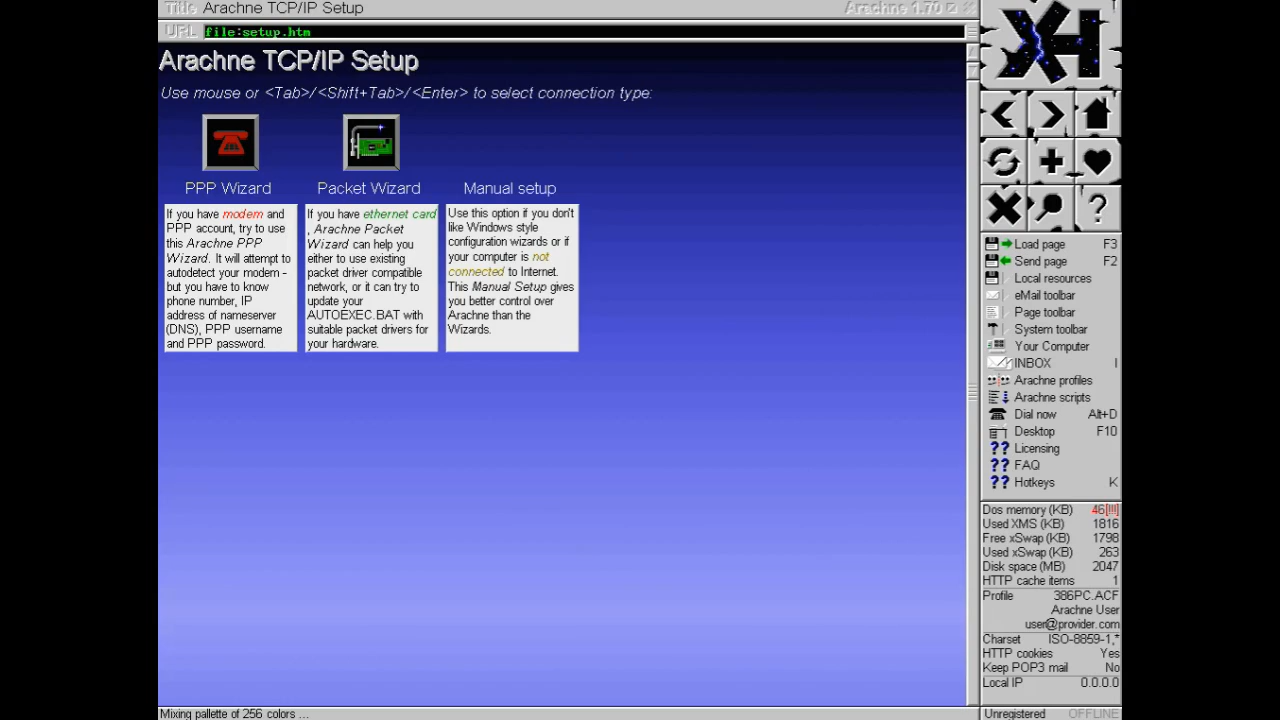 Title Arachne TCP/IP Setup
Arachne 1.70
URL file:setup.htm
Arachne TCP/IP Setup
Use mouse or <Tab>/<Shift+Tab>/<Enter> to select connection type:
PPP Wizard
If you have modem and
PPP account, try to use
this Arachne PPP
Wizard. It will attempt to
autodetect your modem -
but you have to know
phone number, IP
address of nameserver
(DNS), PPP username
and PPP password.
Packet Wizard
If you have ethernet card
, Arachne Packet
Wizard can help you
either to use existing
packet driver compatible
network, or it can try to
update your
AUTOEXEC.BAT with
suitable packet drivers for
your hardware.
Manual setup
Use this option if you don't
like Windows style
configuration wizards or if
your computer is not
connected to Internet.
This Manual Setup gives
you better control over
Arachne than the
Wizards.
Load page F3
Send page F2
Local resources
eMail toolbar
Page toolbar
System toolbar
Your Computer
INBOX I
Arachne profiles
Arachne scripts
Dial now Alt+D
Desktop F10
?? Licensing
?? FAQ
?? Hotkeys K
Dos memory (KB) 46[!!!]
Used XMS (KB) 1816
Free xSwap (KB) 1798
Used xSwap (KB) 263
Disk space (MB) 2047
HTTP cache items 1
Profile 386PC.ACF
Arachne User
user@provider.com
Charset ISO-8859-1,*
HTTP cookies Yes
Keep POP3 mail No
Local IP 0.0.0.0
Mixing pallette of 256 colors ...
Unregistered OFFLINE